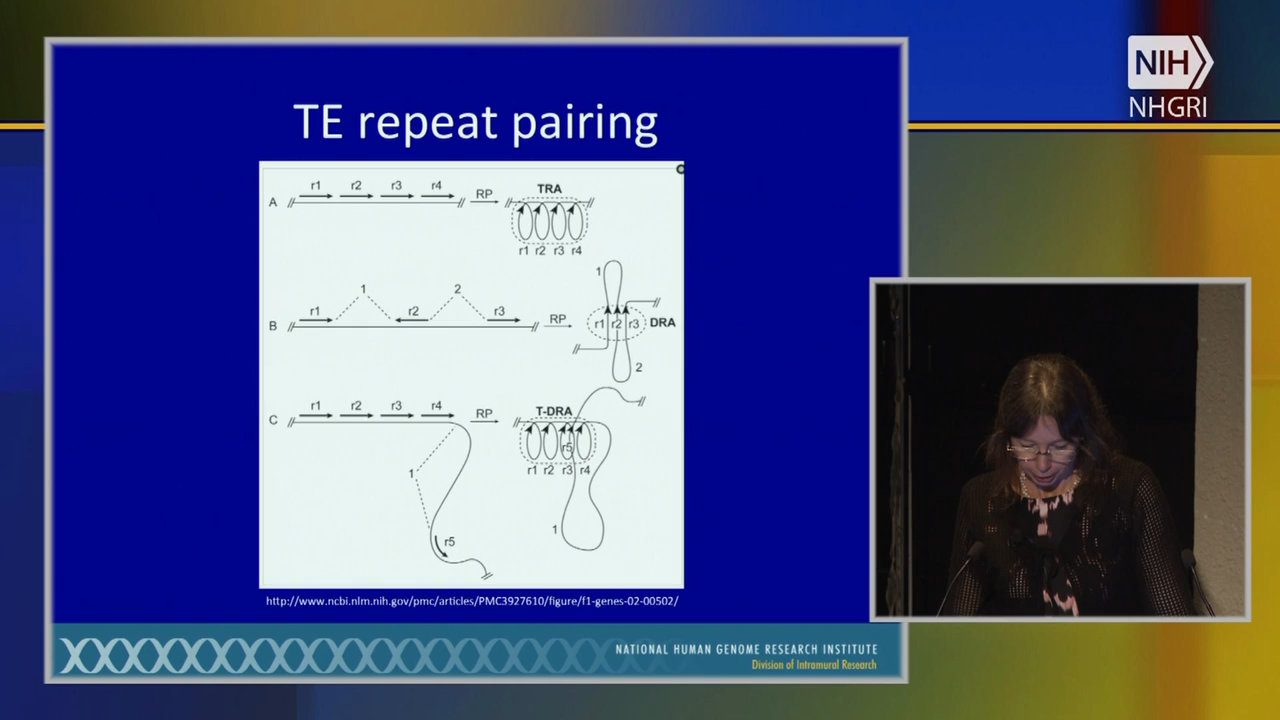 NIH
NHGRI
TE repeat pairing
r1 r2 r3 r4
A
RP
TRA
r1 r2 r3 r4
1
2
r1
r2
r3
B
RP
1
r1 r2 r3
DRA
2
r1 r2 r3 r4
C
RP
T-DRA
r5
r1 r2 r3 r4
1
1
r5
http://www.ncbi.nlm.nih.gov/pmc/articles/PMC3927610/figure/f1-genes-02-00502/
NATIONAL HUMAN GENOME RESEARCH INSTITUTE
Division of Intramural Research